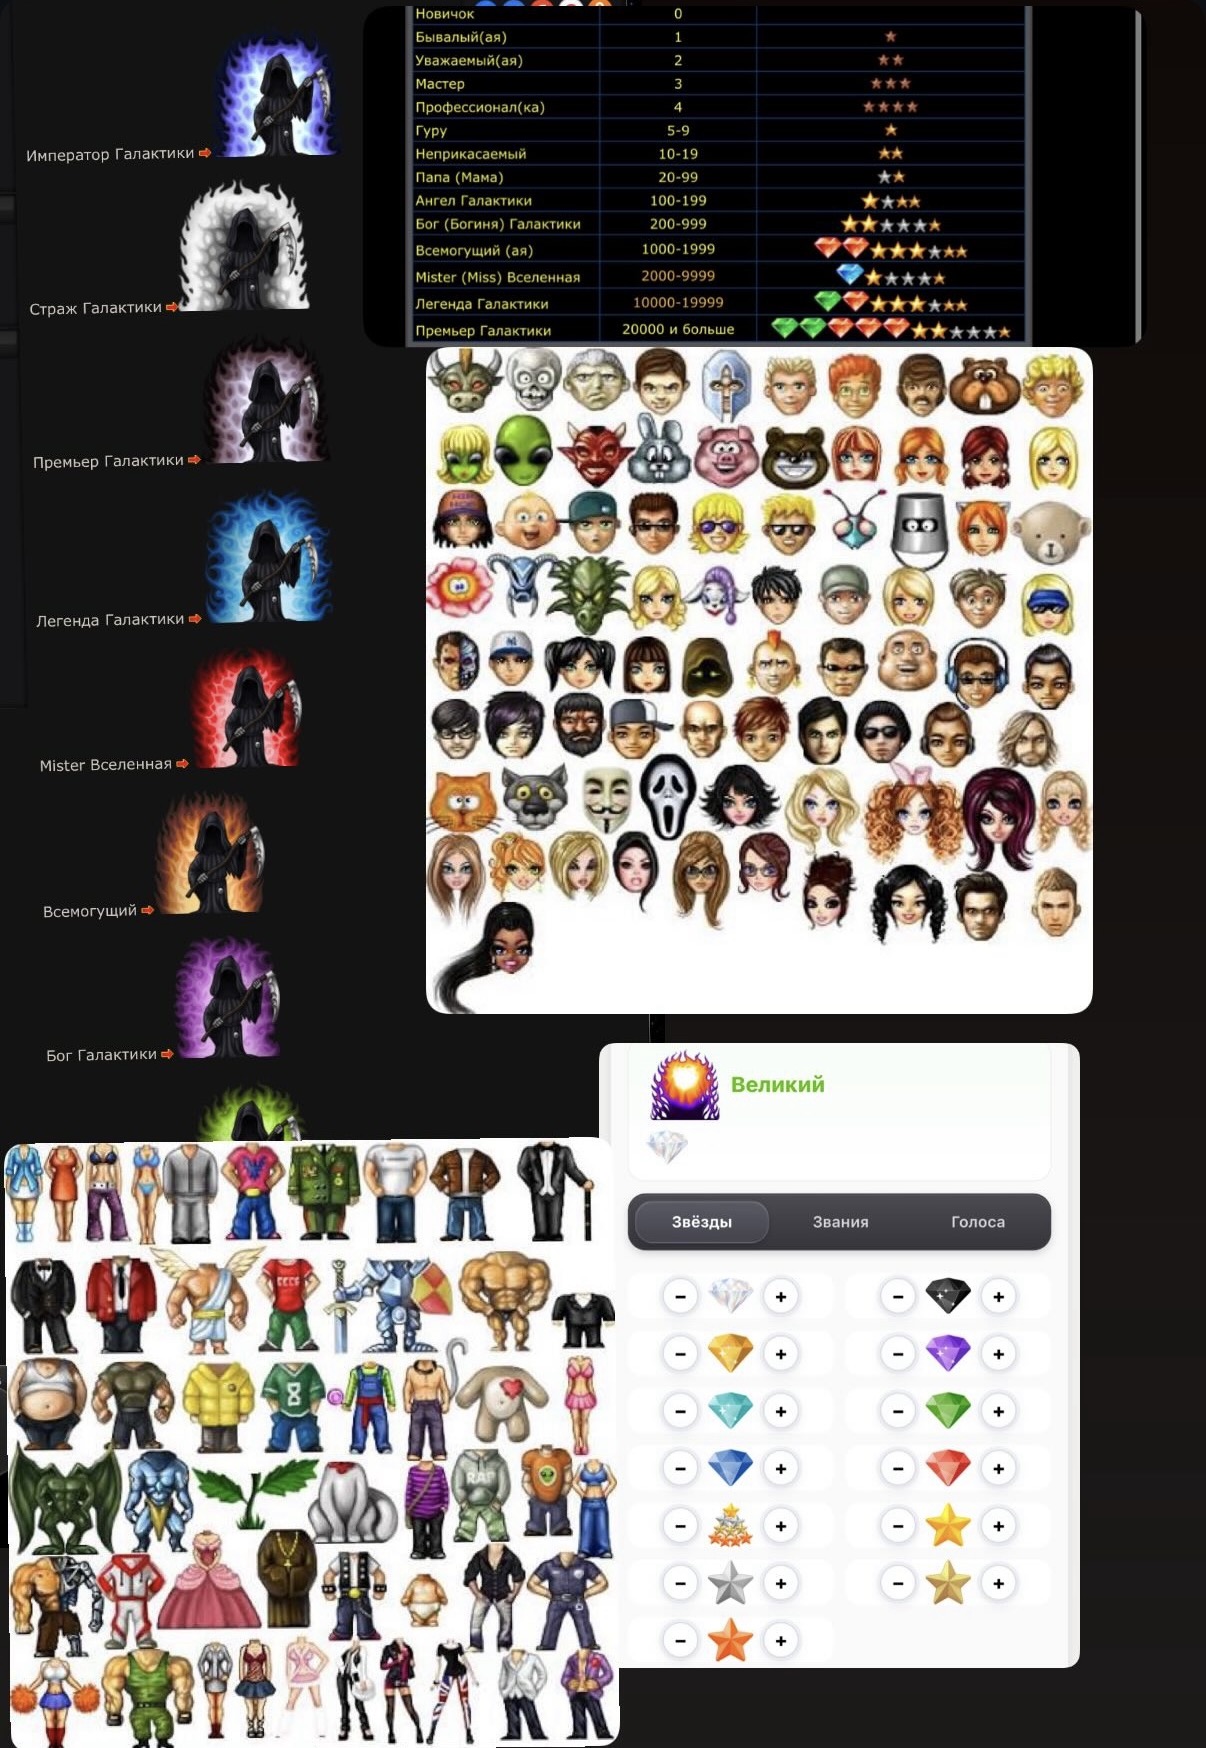 Император Галактики
Страж Галактики
Премьер Галактики
Легенда Галактики
Mister Вселенная
Всемогущий
Бог Галактики
Новичок 0
Бывалый(ая) 1
Уважаемый(ая) 2
Мастер 3
Профессионал(ка) 4
Гуру 5-9
Неприкасаемый 10-19
Папа (Мама) 20-99
Ангел Галактики 100-199
Бог (Богиня) Галактики 200-999
Всемогущий (ая) 1000-1999
Mister (Miss) Вселенная 2000-9999
Легенда Галактики 10000-19999
Премьер Галактики 20000 и больше
Великий
Звёзды Звания Голоса
- + - +
- + - +
- + - +
- + - +
- + - +
- + - +
- +
СССР
8
RAP